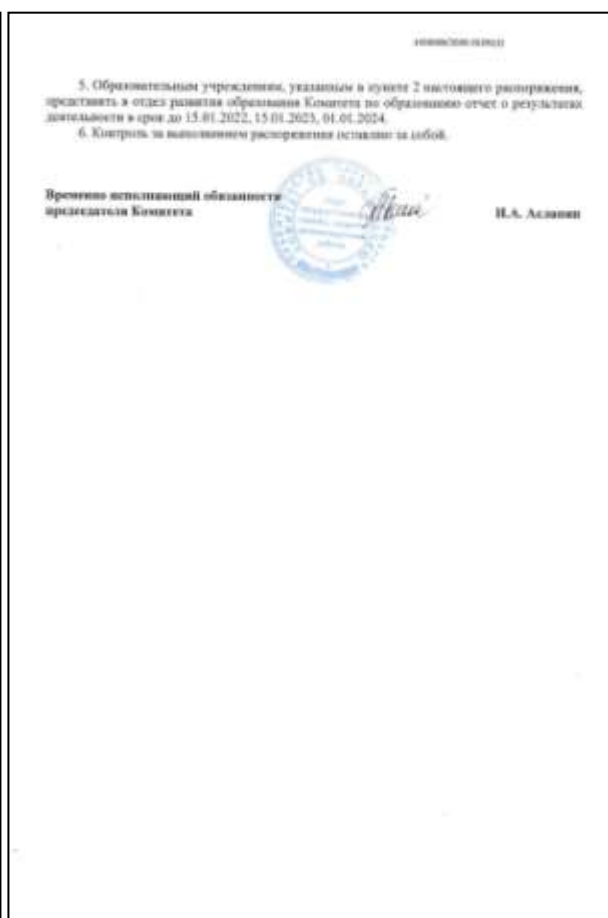 5. Образовательным учреждениям, указанным в пункте 2 настоящего распоряжения,
представить в отдел развития образования Комитета по образованию отчет о результатах
деятельности в срок до 15.01.2022, 15.01.2023, 01.01.2024.
6. Контроль за выполнением распоряжения оставляю за собой.
Временно исполняющий обязанности
председателя Комитета
И.А. Асланян